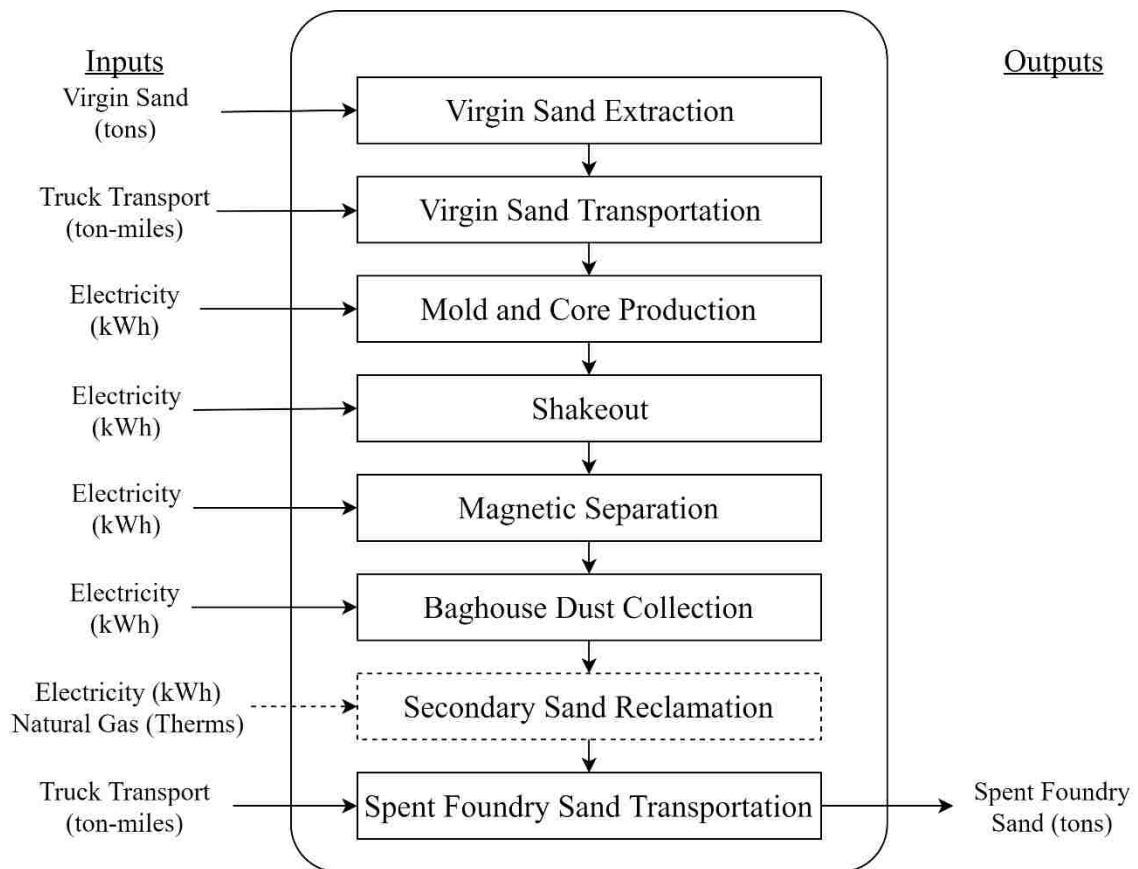 Inputs
Outputs
Virgin Sand
(tons)
Virgin Sand Extraction
Truck Transport
(ton-miles)
Virgin Sand Transportation
Electricity
(kWh)
Mold and Core Production
Electricity
(kWh)
Shakeout
Electricity
(kWh)
Magnetic Separation
Electricity
(kWh)
Baghouse Dust Collection
Electricity (kWh)
Natural Gas (Therms)
Secondary Sand Reclamation
Truck Transport
(ton-miles)
Spent Foundry Sand Transportation
Spent Foundry
Sand (tons)